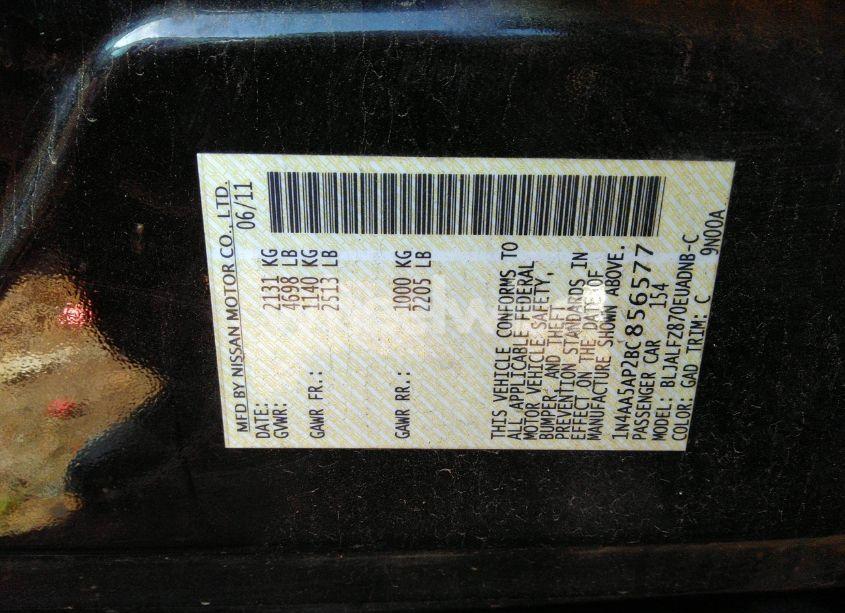 MFD BY NISSAN MOTOR CO., LTD.
DATE: 06/11
GVWR: 2131 KG
4698 LB
GAWR FR.: 1140 KG
2513 LB
GAWR RR.: 1000 KG
2205 LB
THIS VEHICLE CONFORMS TO
ALL APPLICABLE FEDERAL
MOTOR VEHICLE SAFETY,
BUMPER, AND THEFT
PREVENTION STANDARDS IN
EFFECT ON THE DATE OF
MANUFACTURE SHOWN ABOVE.
1N4AA5AP2BC856577
PASSENGER CAR 154
MODEL: BLJALFZ870EUADNB-C
COLOR: GAD TRIM: C 9N00A